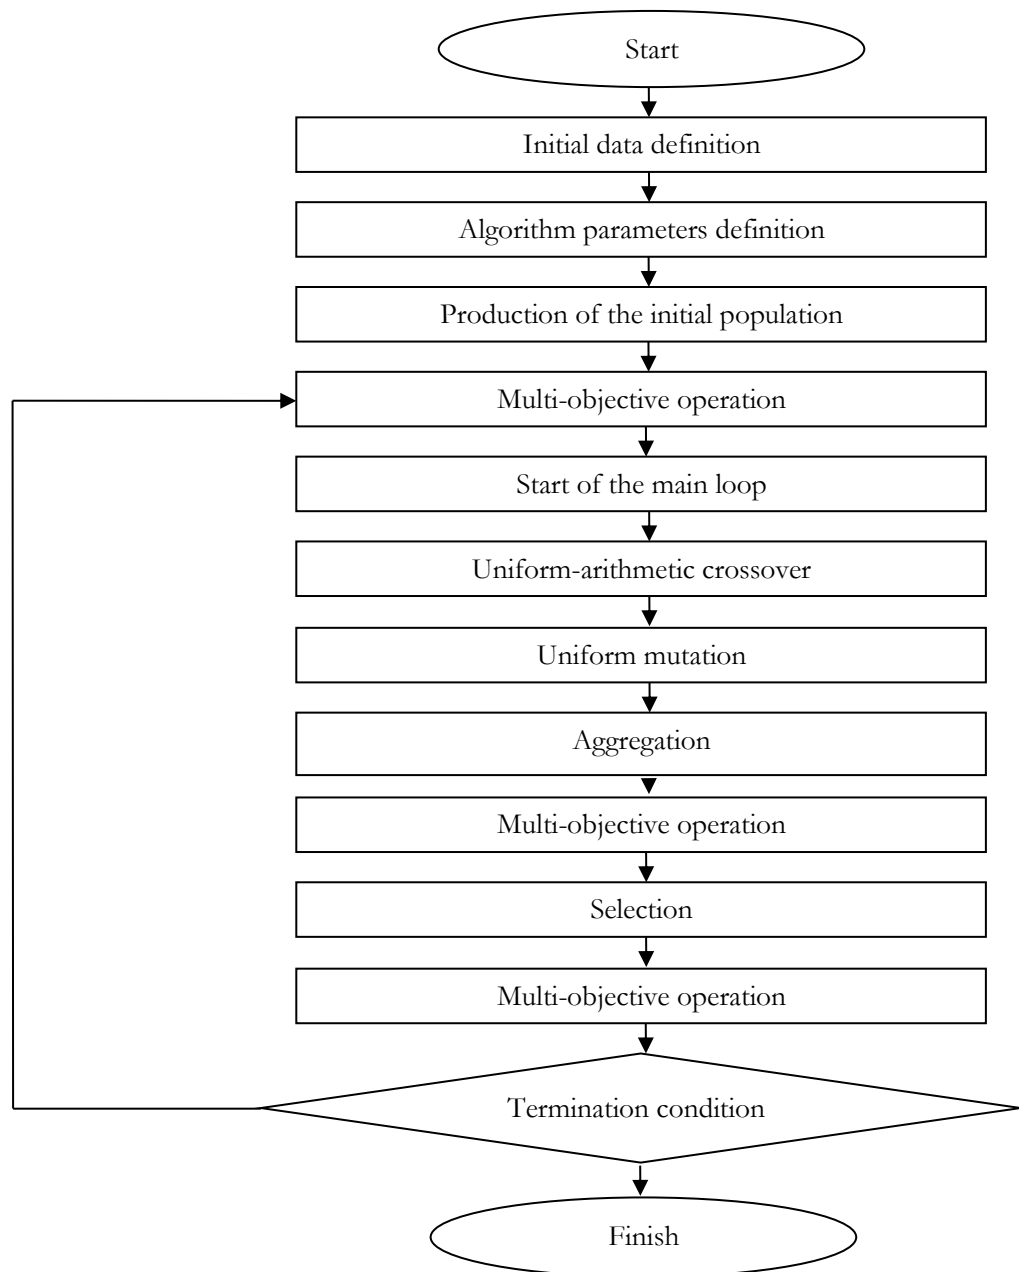 Start
Initial data definition
Algorithm parameters definition
Production of the initial population
Multi-objective operation
Start of the main loop
Uniform-arithmetic crossover
Uniform mutation
Aggregation
Multi-objective operation
Selection
Multi-objective operation
Termination condition
Finish